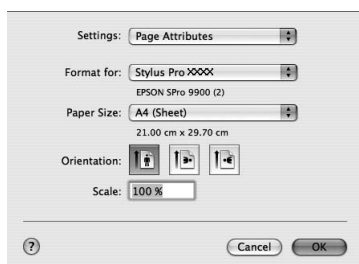 Settings: Page Attributes
Format for: Stylus Pro XXXX
EPSON SPro 9900 (2)
Paper Size: A4 (Sheet)
21.00 cm x 29.70 cm
Orientation:
Scale: 100 %
? Cancel OK